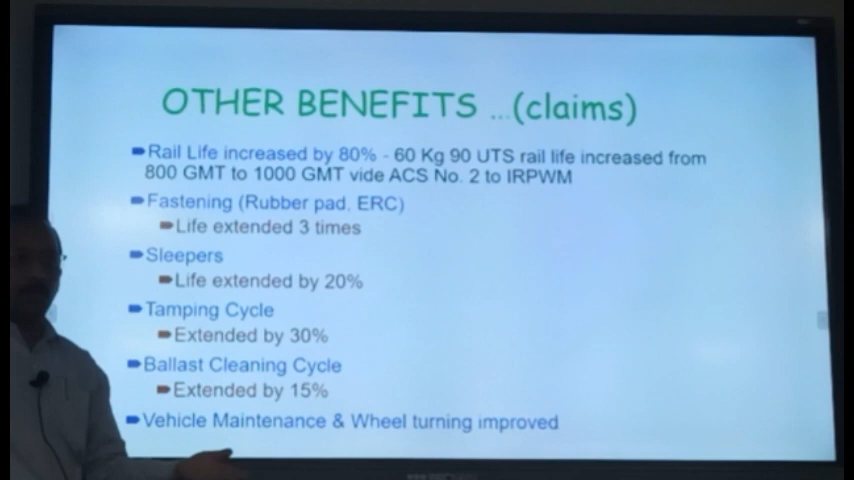 OTHER BENEFITS ...(claims)
Rail Life increased by 80% - 60 Kg 90 UTS rail life increased from
800 GMT to 1000 GMT vide ACS No. 2 to IRPWM
Fastening (Rubber pad, ERC)
Life extended 3 times
Sleepers
Life extended by 20%
Tamping Cycle
Extended by 30%
Ballast Cleaning Cycle
Extended by 15%
Vehicle Maintenance & Wheel turning improved